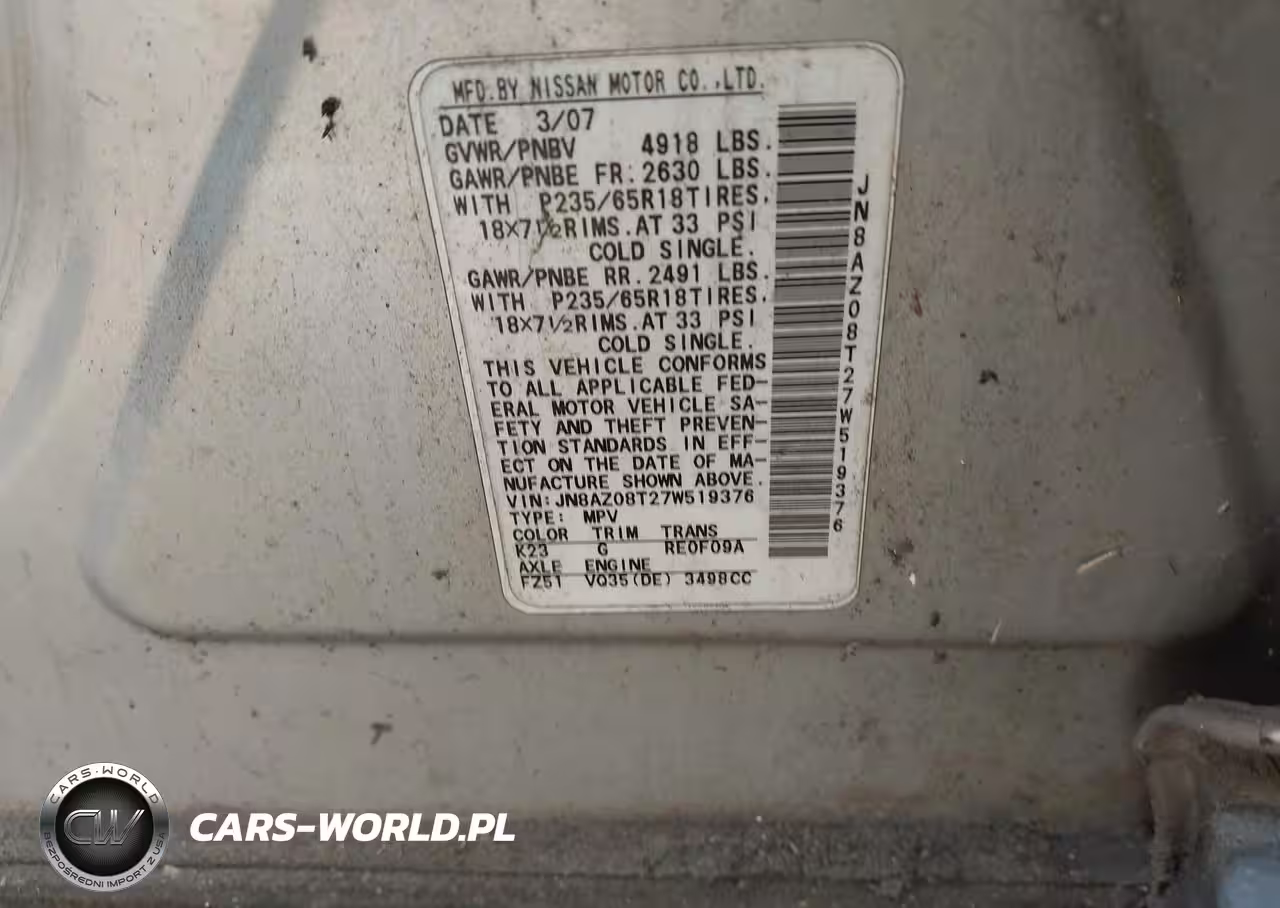 MFD.BY NISSAN MOTOR CO.,LTD.
DATE 3/07
GVWR/PNBV 4918 LBS.
GAWR/PNBE FR:2630 LBS.
WITH P235/65R18TIRES.
18X7½RIMS.AT 33 PSI
COLD SINGLE.
GAWR/PNBE RR.2491 LBS.
WITH P235/65R18TIRES.
18X7½RIMS.AT 33 PSI
COLD SINGLE.
THIS VEHICLE CONFORMS
TO ALL APPLICABLE FED-
ERAL MOTOR VEHICLE SA-
FETY AND THEFT PREVEN-
TION STANDARDS IN EFF-
ECT ON THE DATE OF MA-
NUFACTURE SHOWN ABOVE.
VIN:JN8AZ08T27W519376
TYPE: MPV
COLOR TRIM TRANS
K23 G RE0F09A
AXLE ENGINE
FZ51 VQ35(DE) 3498CC
JN8AZ08T27W519376
CARS-WORLD
CW
BEZPOŚREDNI IMPORT Z USA
CARS-WORLD.PL